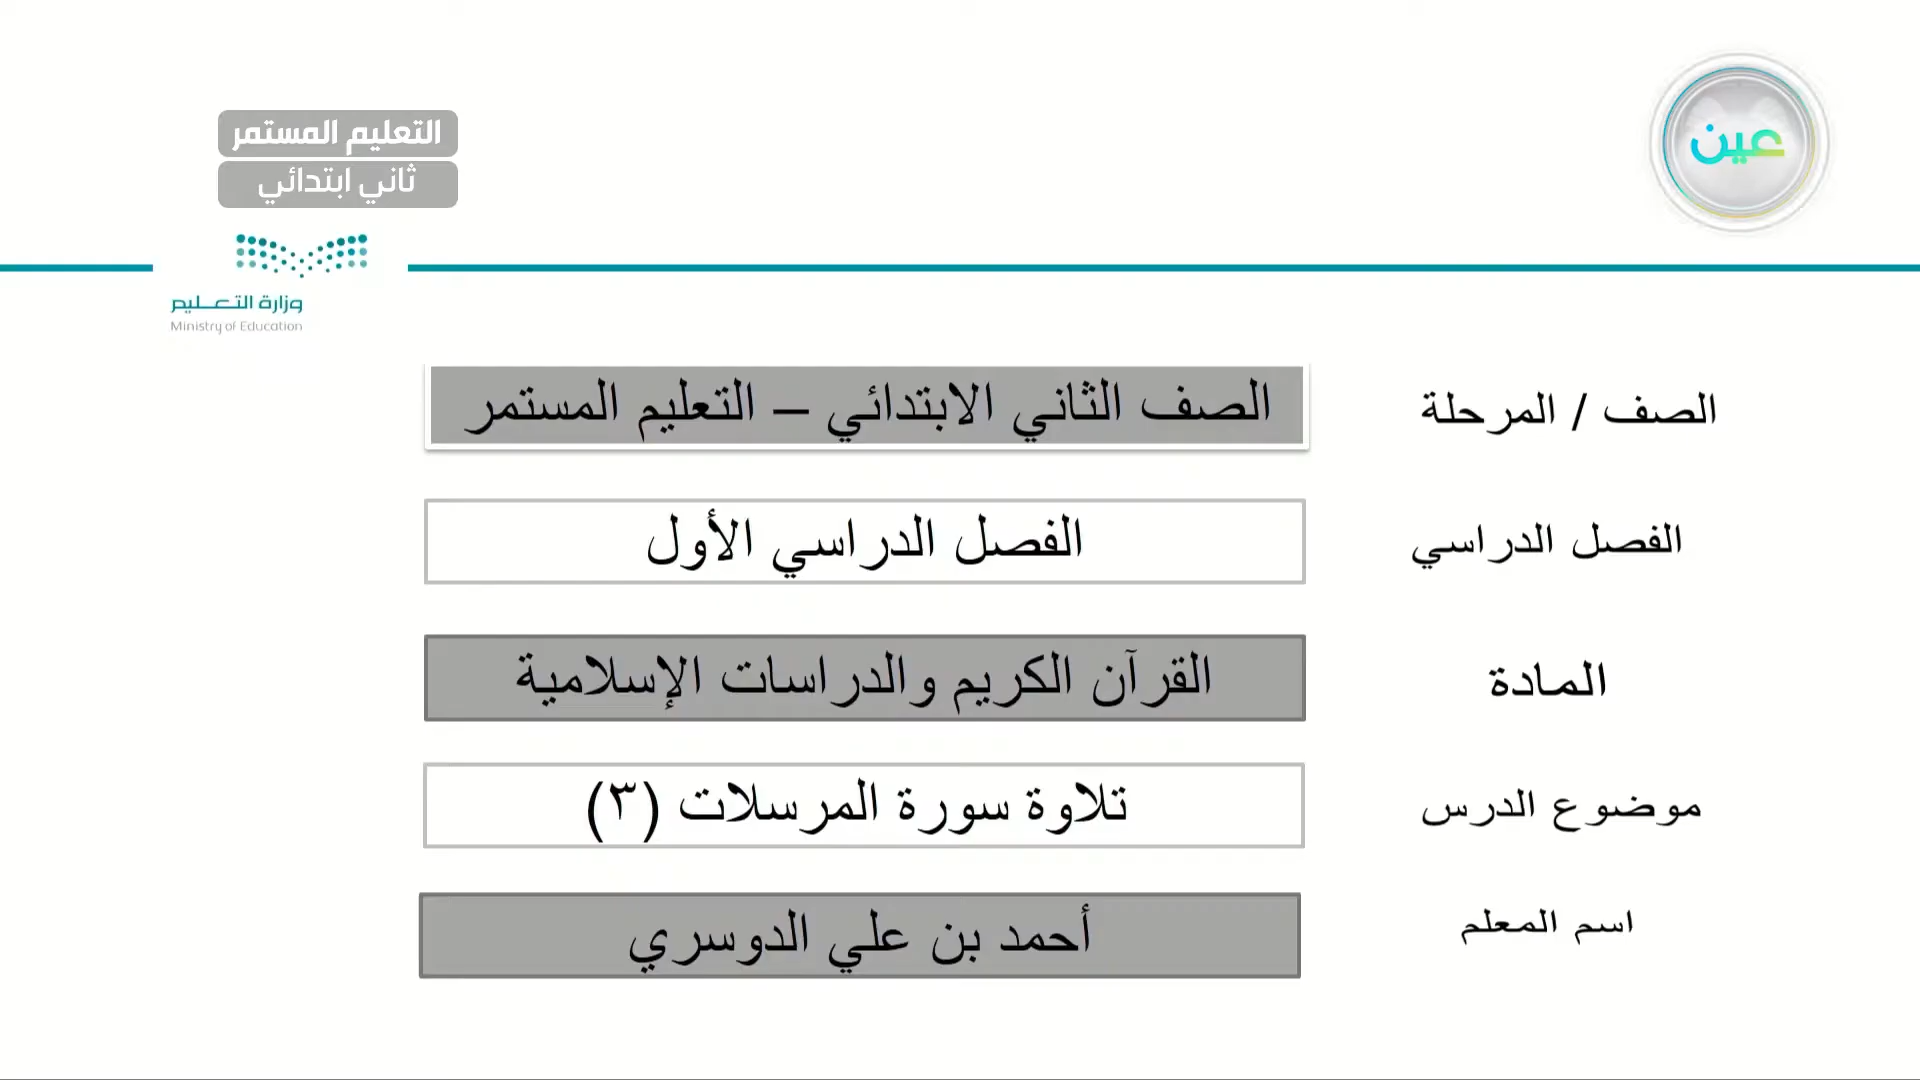 عين
التعليم المستمر
ثاني ابتدائي
وزارة التعليم
Ministry of Education
الصف / المرحلة
الصف الثاني الابتدائي – التعليم المستمر
الفصل الدراسي
الفصل الدراسي الأول
المادة
القرآن الكريم والدراسات الإسلامية
موضوع الدرس
تلاوة سورة المرسلات (٣)
اسم المعلم
أحمد بن علي الدوسري